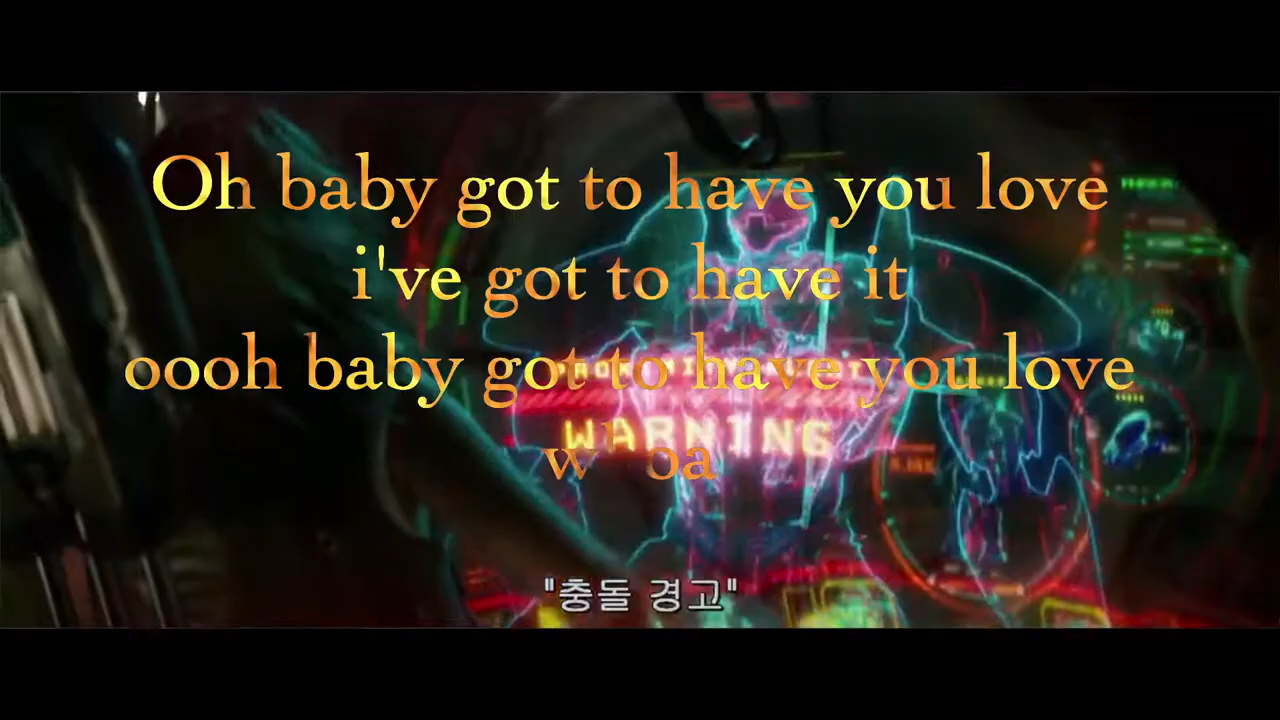 Oh baby got to have you love
i've got to have it
oooh baby got to have you love
WARNING
"충돌 경고"